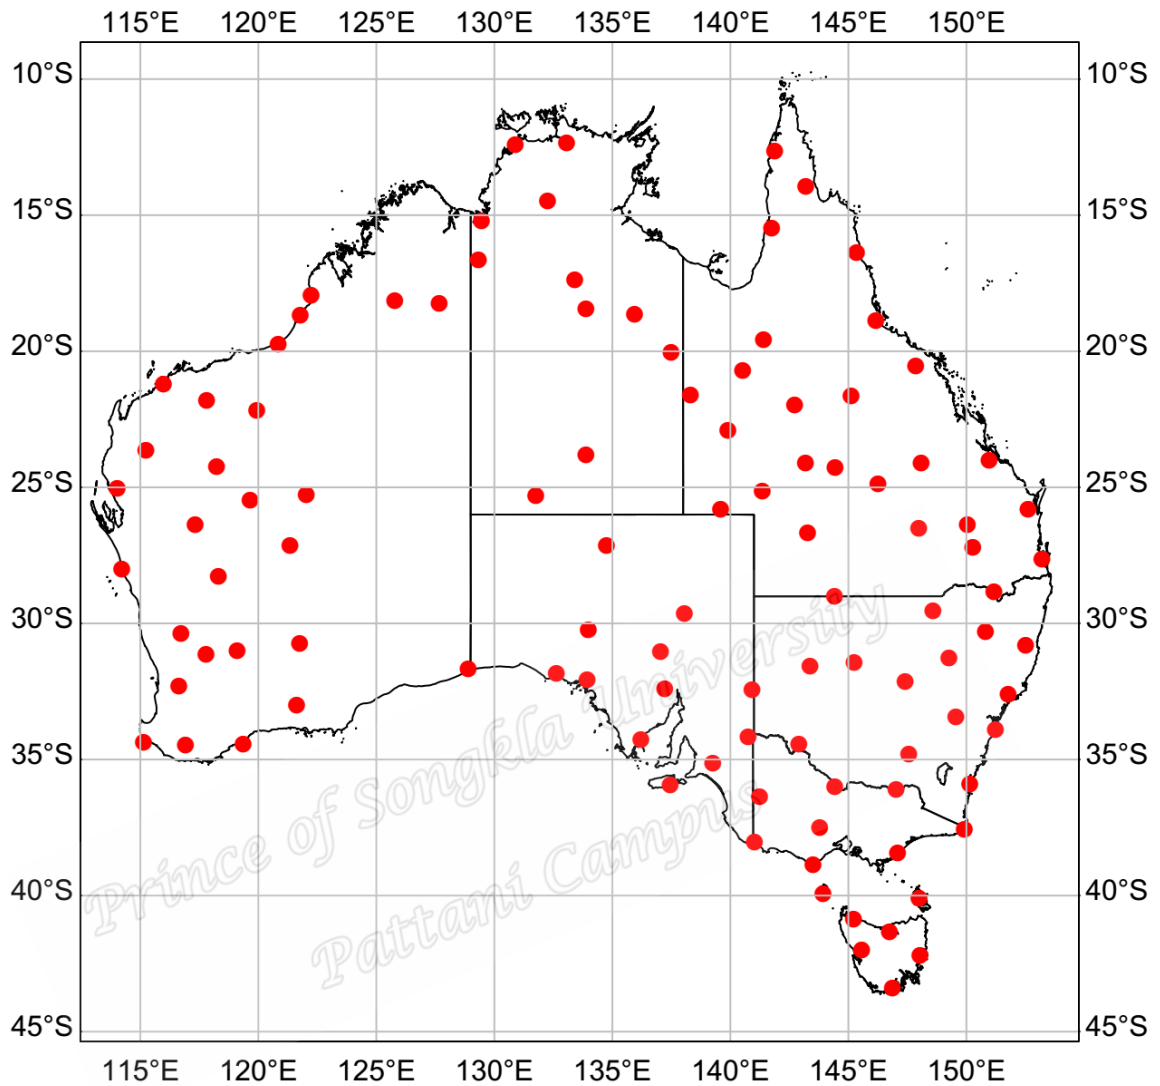 115°E 120°E 125°E 130°E 135°E 140°E 145°E 150°E
10°S 10°S
15°S 15°S
20°S 20°S
25°S 25°S
30°S 30°S
35°S 35°S
40°S 40°S
45°S 45°S
115°E 120°E 125°E 130°E 135°E 140°E 145°E 150°E
Prince of Songkla University
Pattani Campus